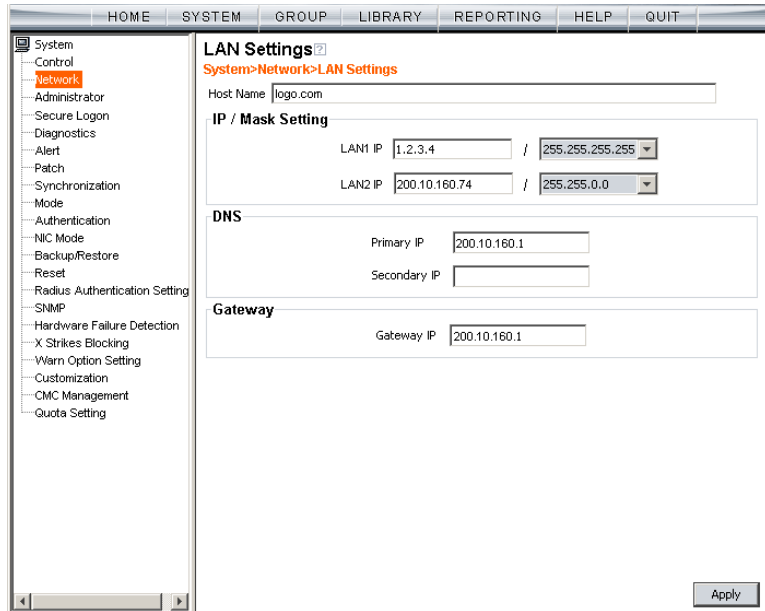 HOME SYSTEM GROUP LIBRARY REPORTING HELP QUIT
System
Control
Network
Administrator
Secure Logon
Diagnostics
Alert
Patch
Synchronization
Mode
Authentication
NIC Mode
Backup/Restore
Reset
Radius Authentication Setting
SNMP
Hardware Failure Detection
X Strikes Blocking
Warn Option Setting
Customization
CMC Management
Quota Setting
LAN Settings ?
System>Network>LAN Settings
Host Name logo.com
IP / Mask Setting
LAN1 IP 1.2.3.4 / 255.255.255.255
LAN2 IP 200.10.160.74 / 255.255.0.0
DNS
Primary IP 200.10.160.1
Secondary IP
Gateway
Gateway IP 200.10.160.1
Apply